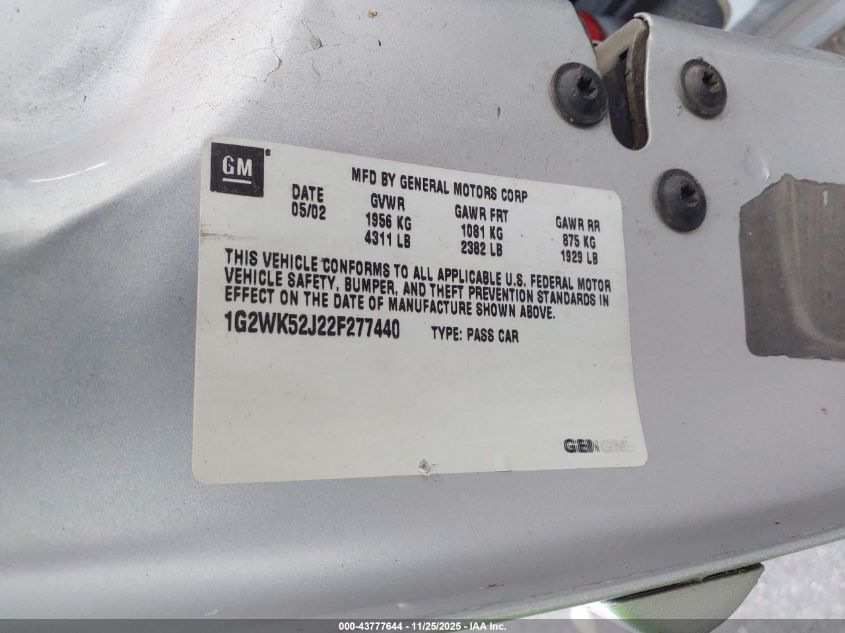 GM ®
MFD BY GENERAL MOTORS CORP
DATE GVWR GAWR FRT GAWR RR
05/02 1956 KG 1081 KG 875 KG
4311 LB 2382 LB 1929 LB
THIS VEHICLE CONFORMS TO ALL APPLICABLE U.S. FEDERAL MOTOR
VEHICLE SAFETY, BUMPER, AND THEFT PREVENTION STANDARDS IN
EFFECT ON THE DATE OF MANUFACTURE SHOWN ABOVE.
1G2WK52J22F277440 TYPE: PASS CAR
000-43777644 - 11/25/2025 - IAA Inc.